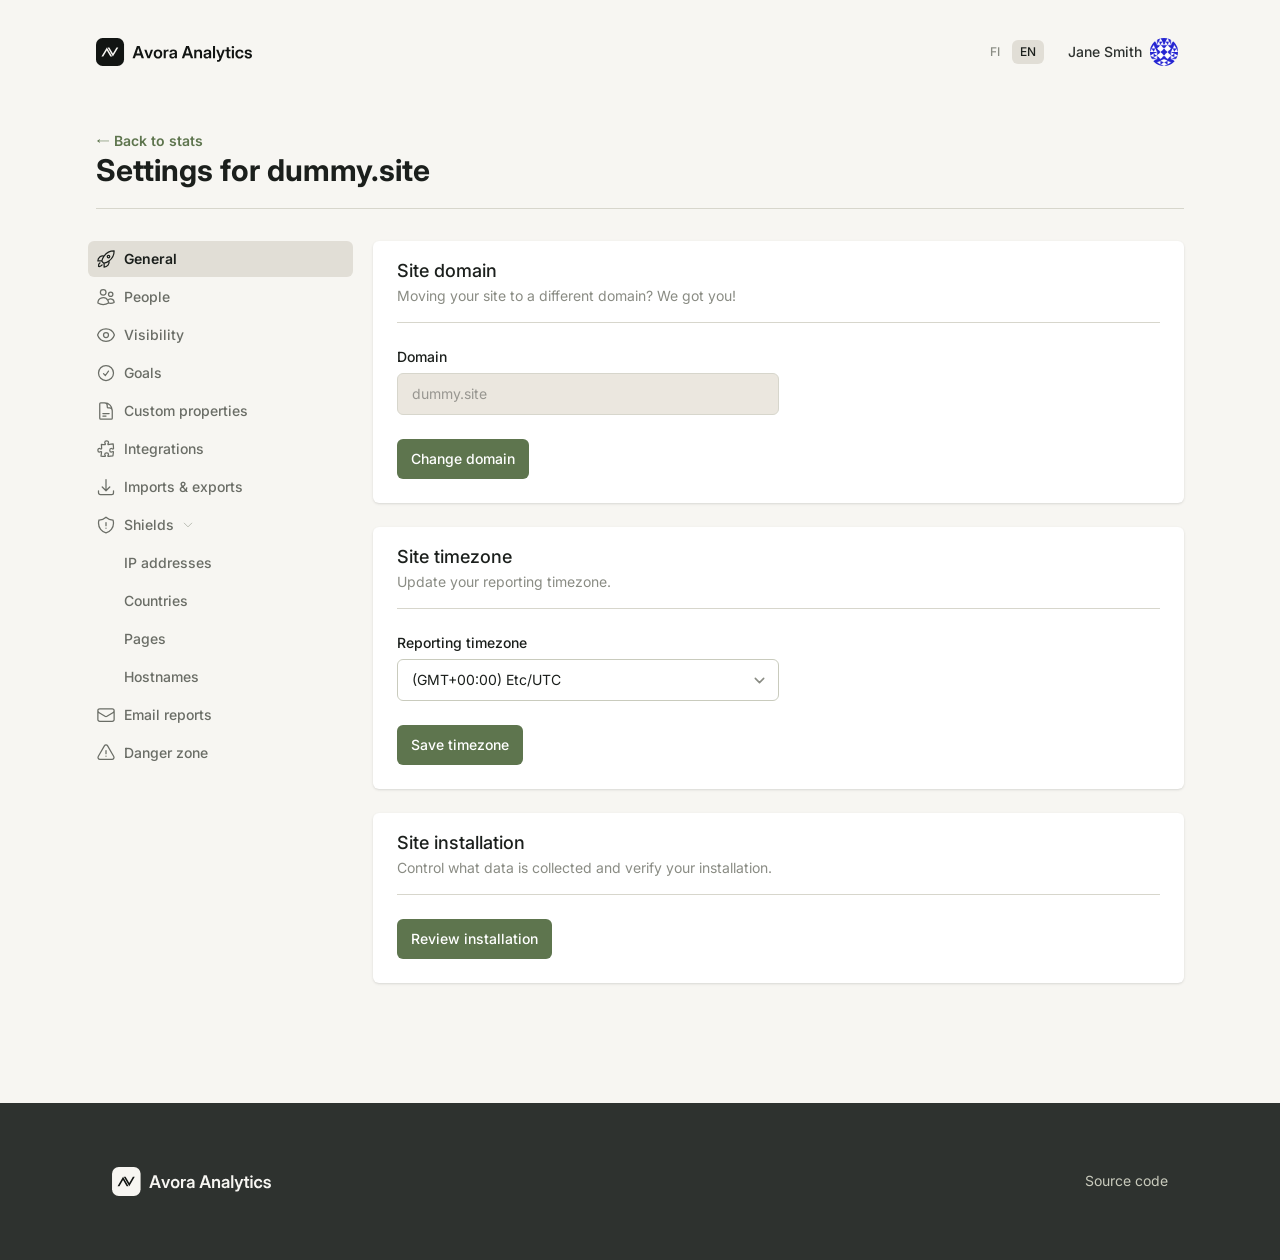 Avora Analytics
FI EN Jane Smith
← Back to stats
Settings for dummy.site
General
People
Visibility
Goals
Custom properties
Integrations
Imports & exports
Shields
IP addresses
Countries
Pages
Hostnames
Email reports
Danger zone
Site domain
Moving your site to a different domain? We got you!
Domain
dummy.site
Change domain
Site timezone
Update your reporting timezone.
Reporting timezone
(GMT+00:00) Etc/UTC
Save timezone
Site installation
Control what data is collected and verify your installation.
Review installation
Avora Analytics
Source code